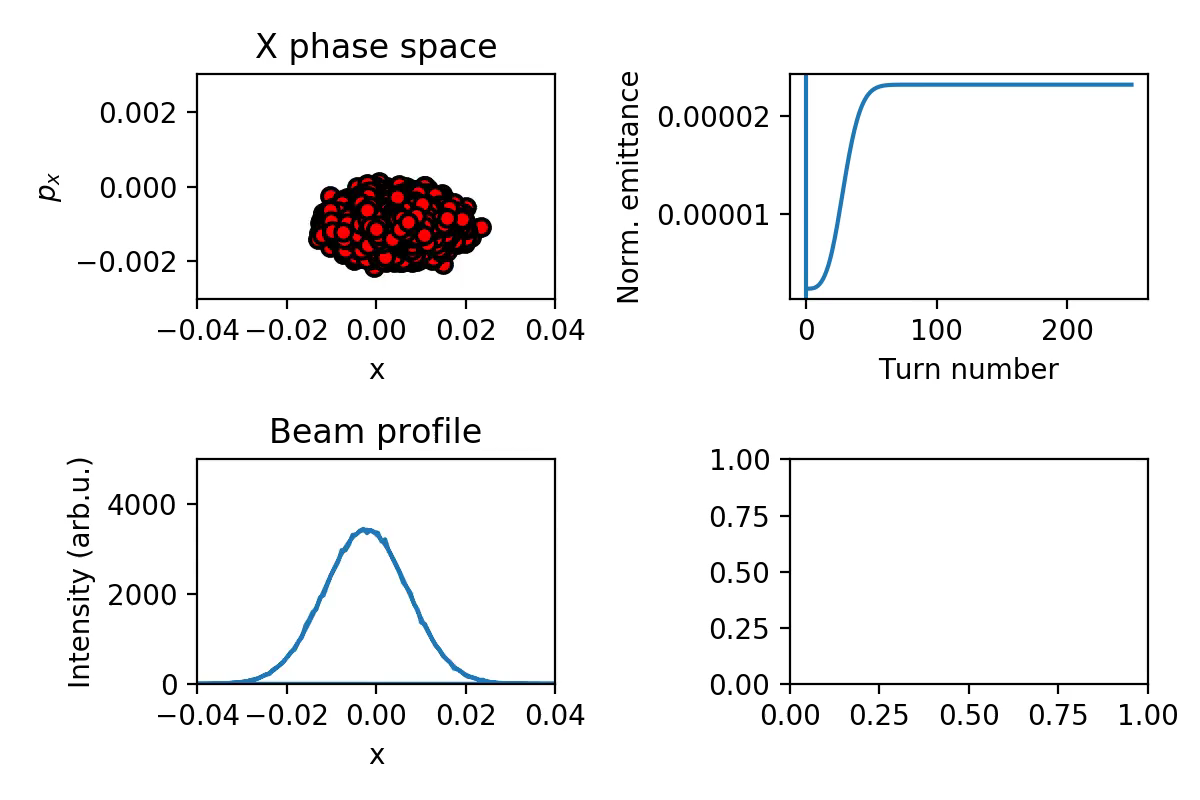 X phase space
0.002
0.000
−0.002
pₓ
−0.04 −0.02 0.00 0.02 0.04
x
Norm. emittance
0.00002
0.00001
0 100 200
Turn number
Beam profile
Intensity (arb.u.)
4000
2000
0
−0.04 −0.02 0.00 0.02 0.04
x
1.00
0.75
0.50
0.25
0.00
0.00 0.25 0.50 0.75 1.00